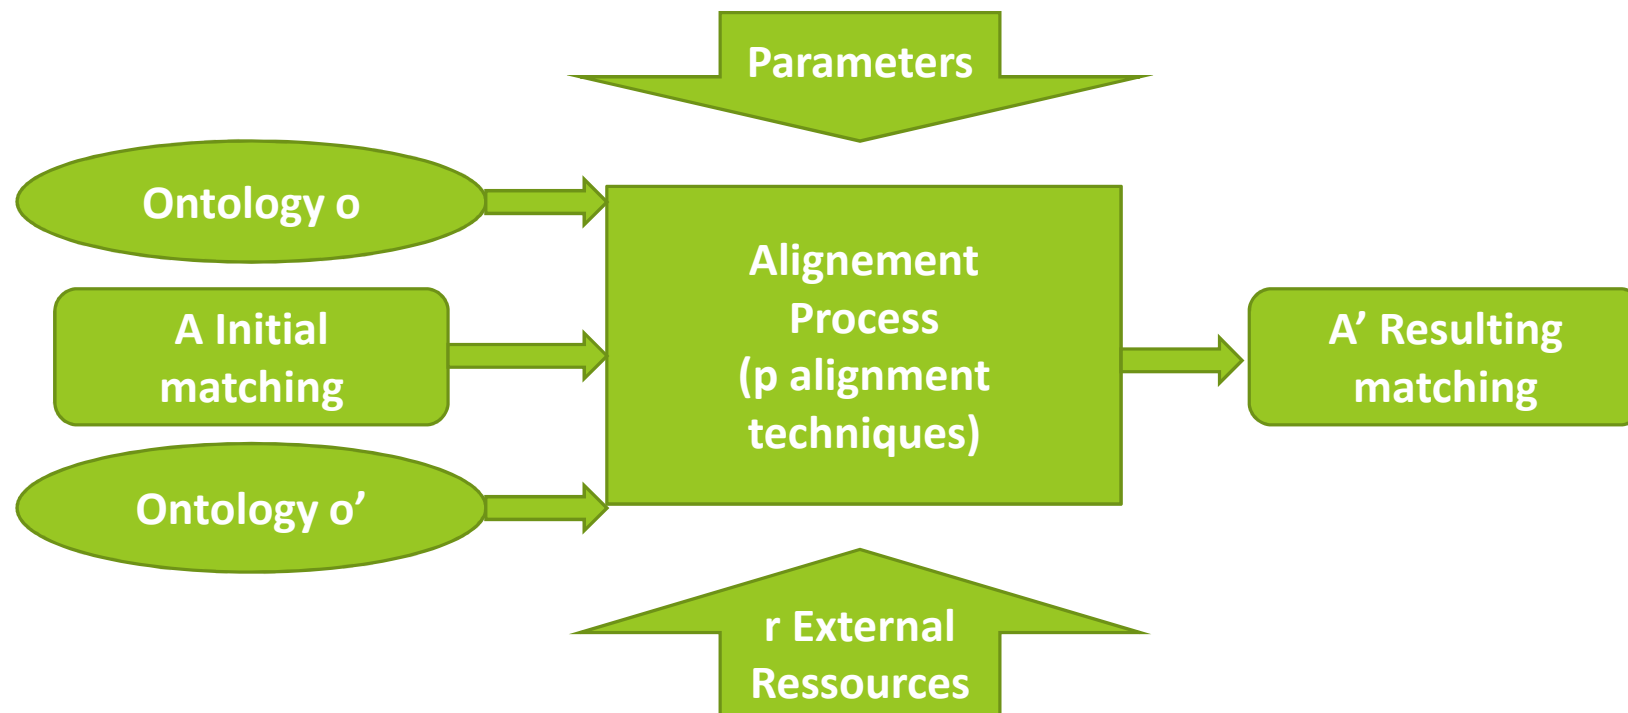 Parameters
Ontology o
A Initial
matching
Ontology o’
Alignement
Process
(p alignment
techniques)
A’ Resulting
matching
r External
Ressources